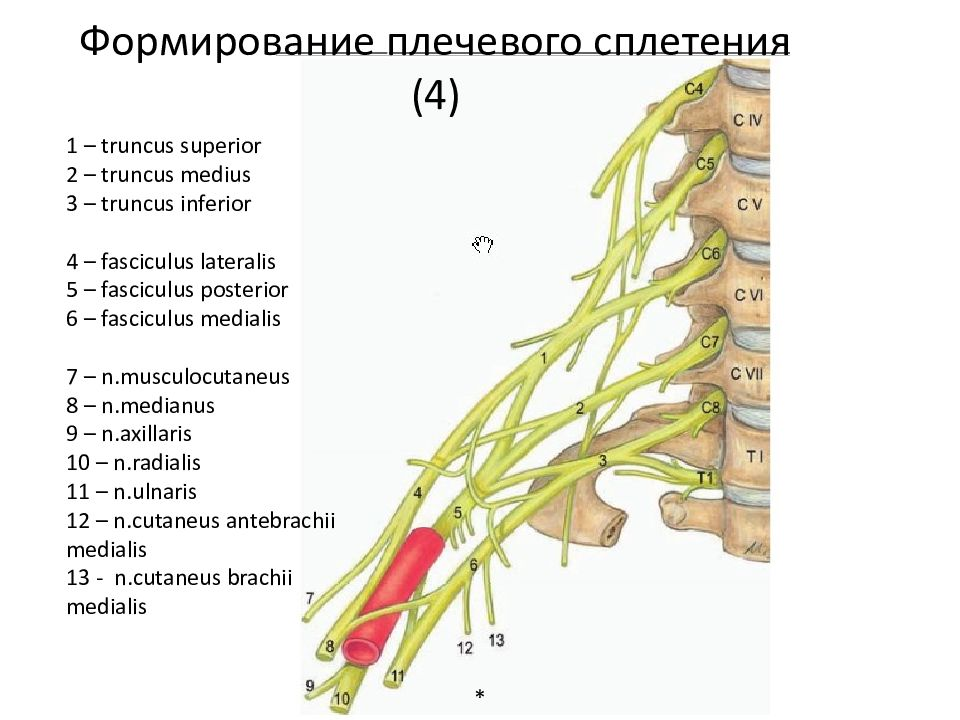 Формирование плечевого сплетения
(4)
1 – truncus superior
2 – truncus medius
3 – truncus inferior
4 – fasciculus lateralis
5 – fasciculus posterior
6 – fasciculus medialis
7 – n.musculocutaneus
8 – n.medianus
9 – n.axillaris
10 – n.radialis
11 – n.ulnaris
12 – n.cutaneus antebrachii
medialis
13 - n.cutaneus brachii
medialis
C4
C IV
C5
C V
C6
C VI
C7
C VII
C8
T I
T1
1
2
3
4
5
6
7
8
9
10
11
12
13
*